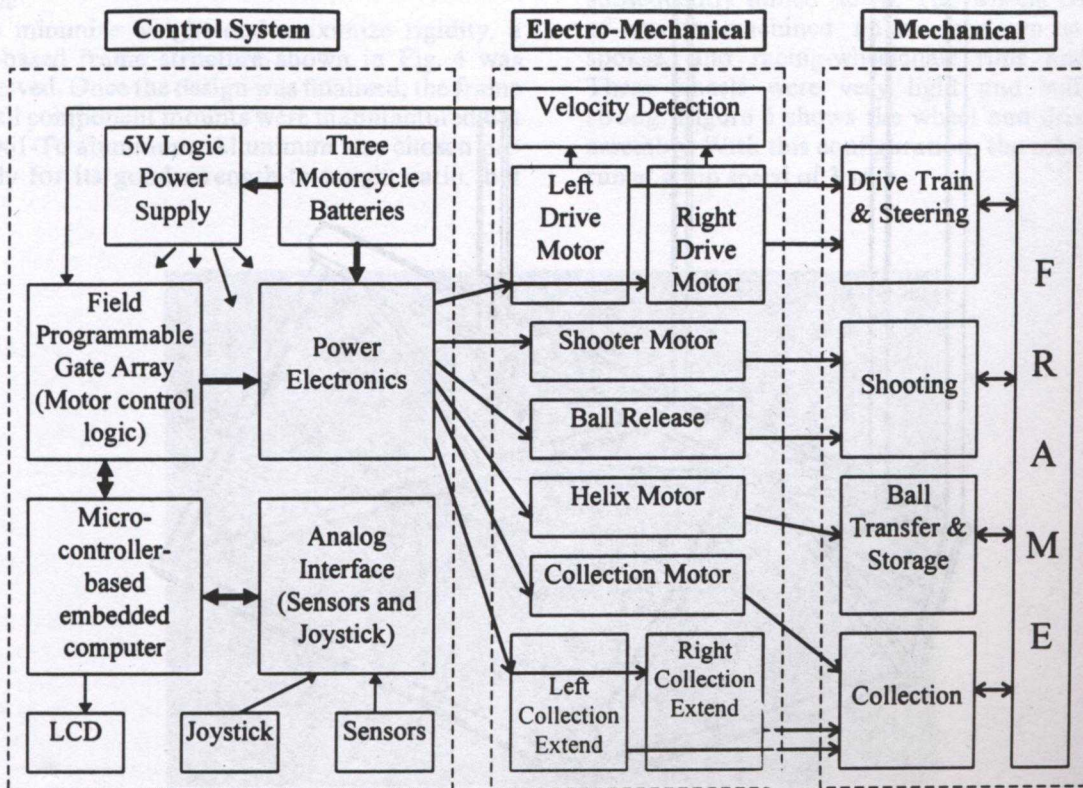 Control System
Electro-Mechanical
Mechanical
5V Logic
Power
Supply
Three
Motorcycle
Batteries
Field
Programmable
Gate Array
(Motor control
logic)
Power
Electronics
Micro-
controller-
based
embedded
computer
Analog
Interface
(Sensors and
Joystick)
LCD
Joystick
Sensors
Velocity Detection
Left
Drive
Motor
Right
Drive
Motor
Shooter Motor
Ball Release
Helix Motor
Collection Motor
Left
Collection
Extend
Right
Collection
Extend
Drive Train
& Steering
Shooting
Ball
Transfer &
Storage
Collection
F
R
A
M
E